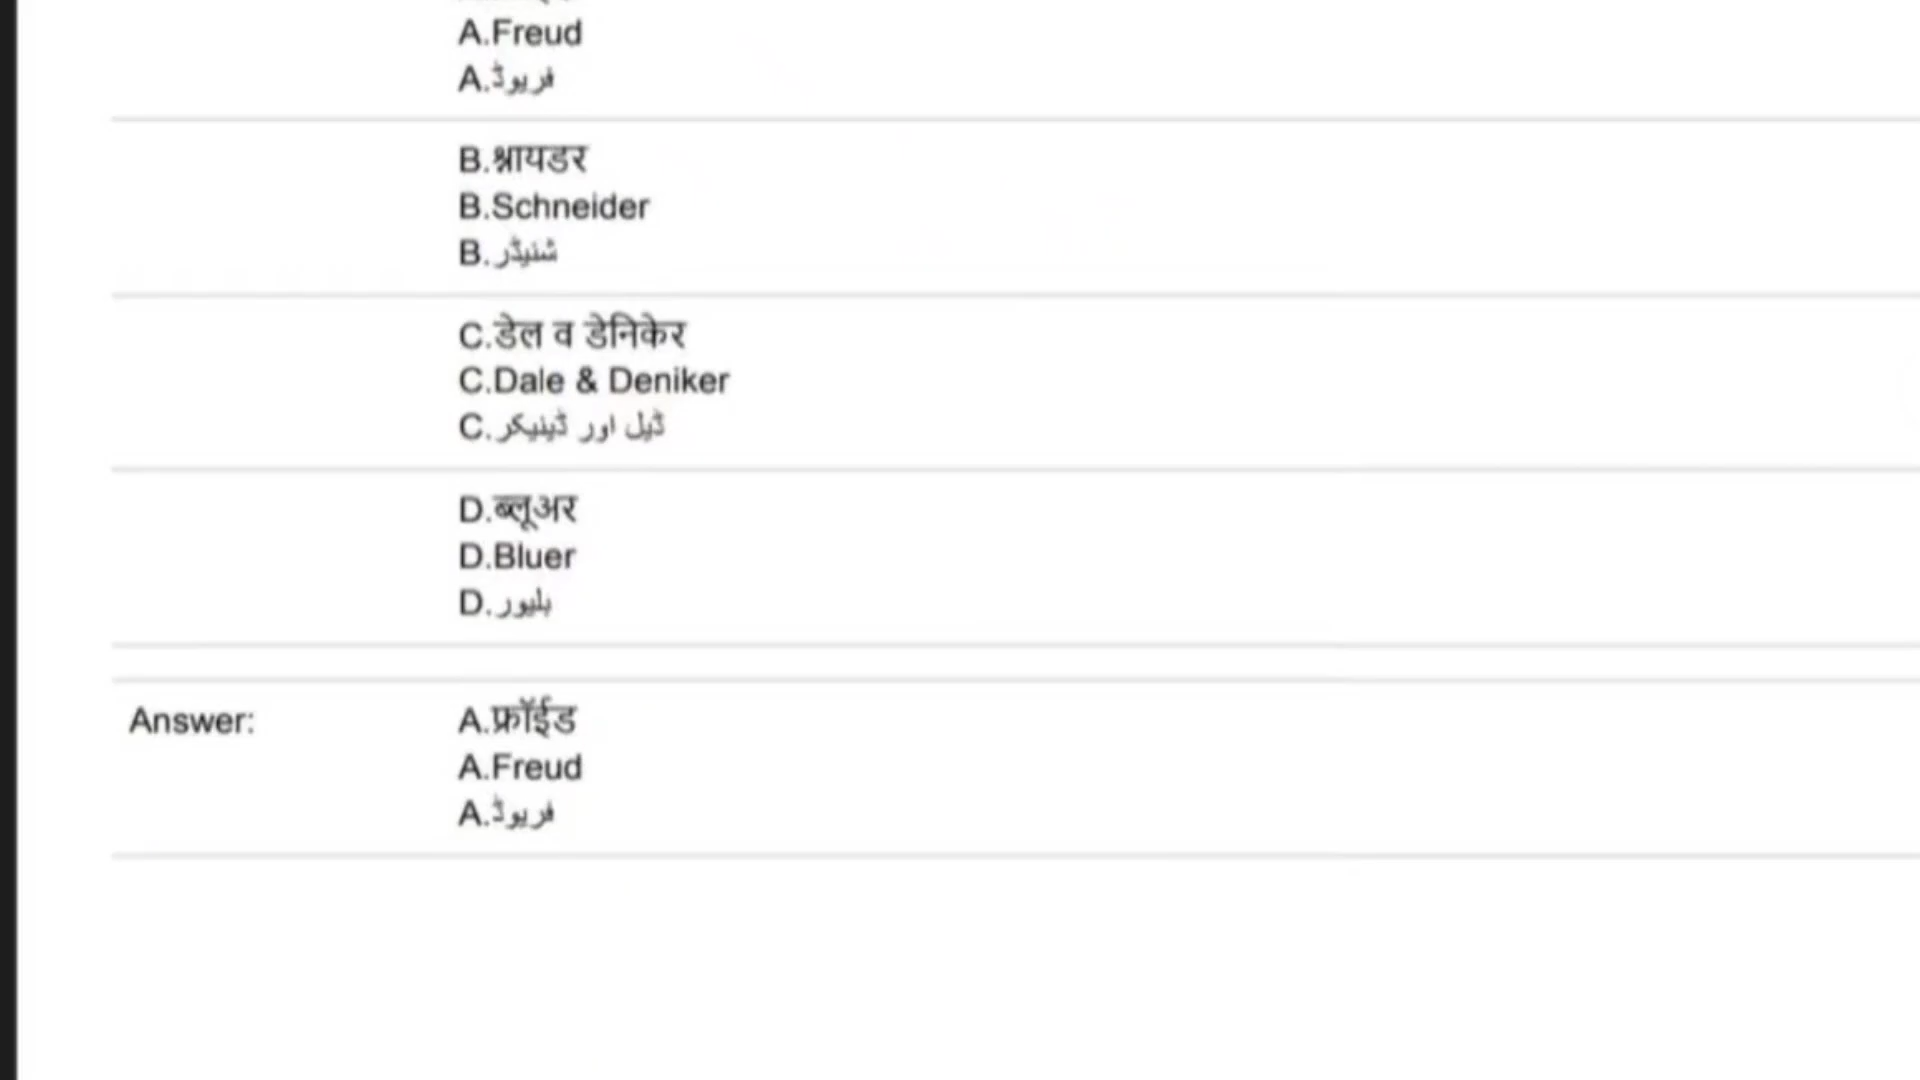 A.Freud
A.فریوڈ
B.श्नायडर
B.Schneider
B.شنیڈر
C.डेल व डेनिकेर
C.Dale & Deniker
C.ڈیل اور ڈینیکر
D.ब्लूअर
D.Bluer
D.بلیور
Answer:
A.फ्रॉईड
A.Freud
A.فریوڈ